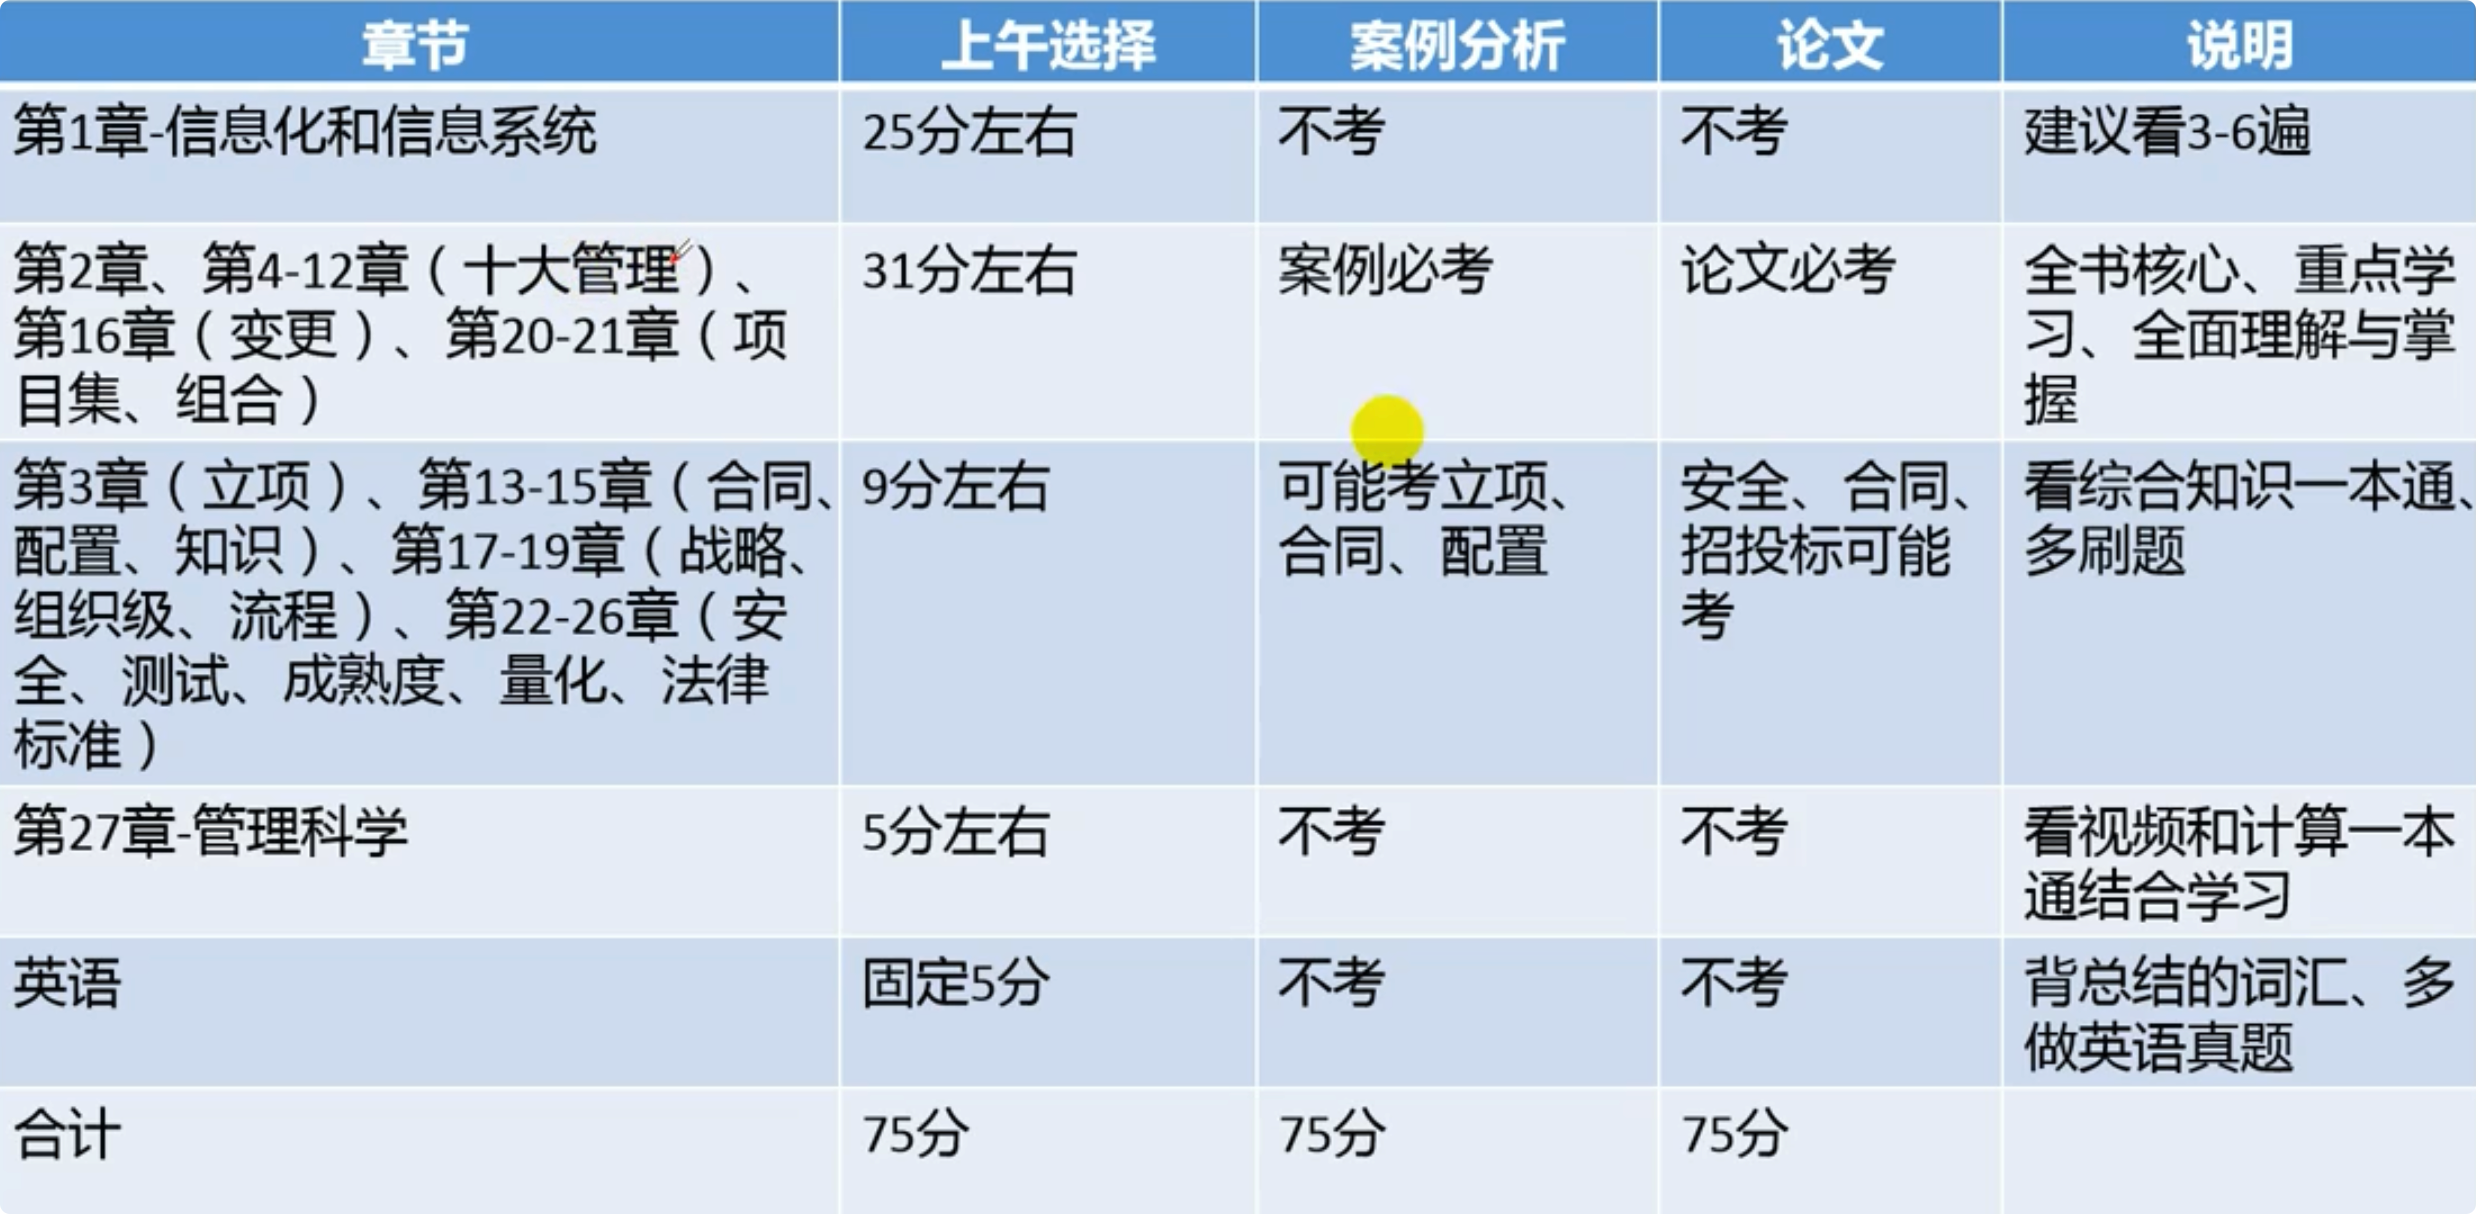 章节 上午选择 案例分析 论文 说明
第1章-信息化和信息系统 25分左右 不考 不考 建议看3-6遍
第2章、第4-12章（十大管理）、 31分左右 案例必考 论文必考 全书核心、重点学
第16章（变更）、第20-21章（项 习、全面理解与掌
目集、组合） 握
第3章（立项）、第13-15章（合同、 9分左右 可能考立项、 安全、合同、 看综合知识一本通、
配置、知识）、第17-19章（战略、 合同、配置 招投标可能 多刷题
组织级、流程）、第22-26章（安 考
全、测试、成熟度、量化、法律
标准）
第27章-管理科学 5分左右 不考 不考 看视频和计算一本
通结合学习
英语 固定5分 不考 不考 背总结的词汇、多
做英语真题
合计 75分 75分 75分